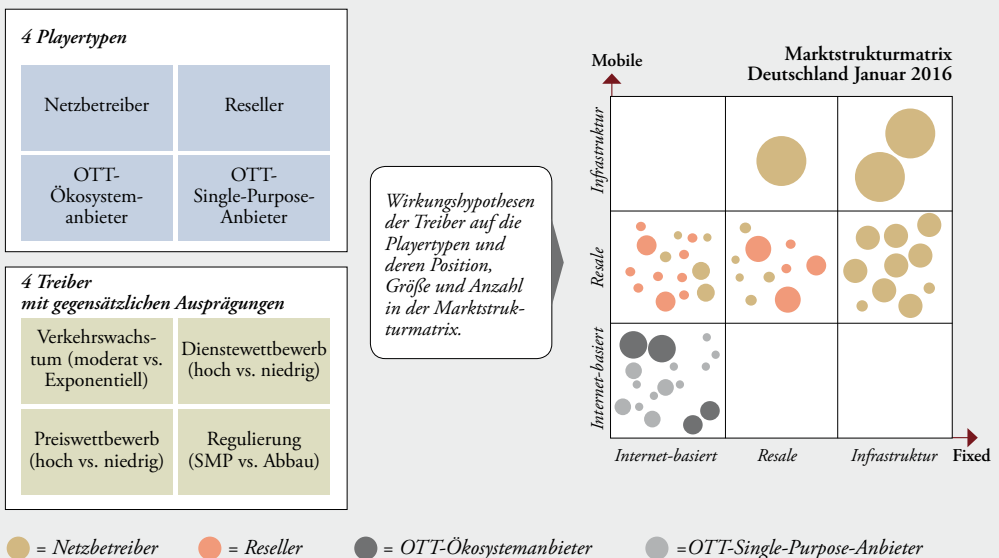 4 Playertypen
Netzbetreiber
Reseller
OTT-
Ökosystem-
anbieter
OTT-
Single-Purpose-
Anbieter
4 Treiber
mit gegensätzlichen Ausprägungen
Verkehrswachs-
tum (moderat vs.
Exponentiell)
Dienstewettbewerb
(hoch vs. niedrig)
Preiswettbewerb
(hoch vs. niedrig)
Regulierung
(SMP vs. Abbau)
Wirkungshypothesen
der Treiber auf die
Playertypen und
deren Position,
Größe und Anzahl
in der Marktstruk-
turmatrix.
Marktstrukturmatrix
Deutschland Januar 2016
Mobile
Infrastruktur
Resale
Internet-basiert
Internet-basiert
Resale
Infrastruktur
Fixed
= Netzbetreiber
= Reseller
= OTT-Ökosystemanbieter
=OTT-Single-Purpose-Anbieter